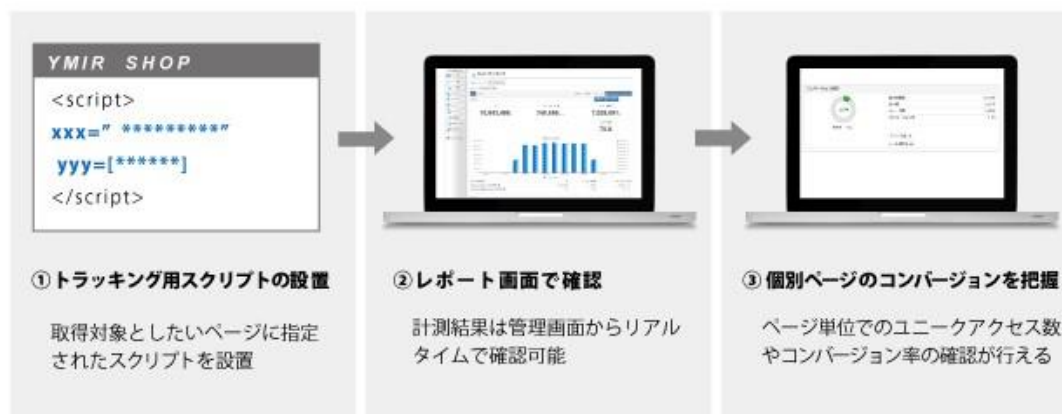 YMIR SHOP
<script>
xxx=” *********”
yyy=[******]
</script>
①トラッキング用スクリプトの設置
取得対象としたいページに指定
されたスクリプトを設置
②レポート画面で確認
計測結果は管理画面からリアル
タイムで確認可能
③個別ページのコンバージョンを把握
ページ単位でのユニークアクセス数
やコンバージョン率の確認が行える